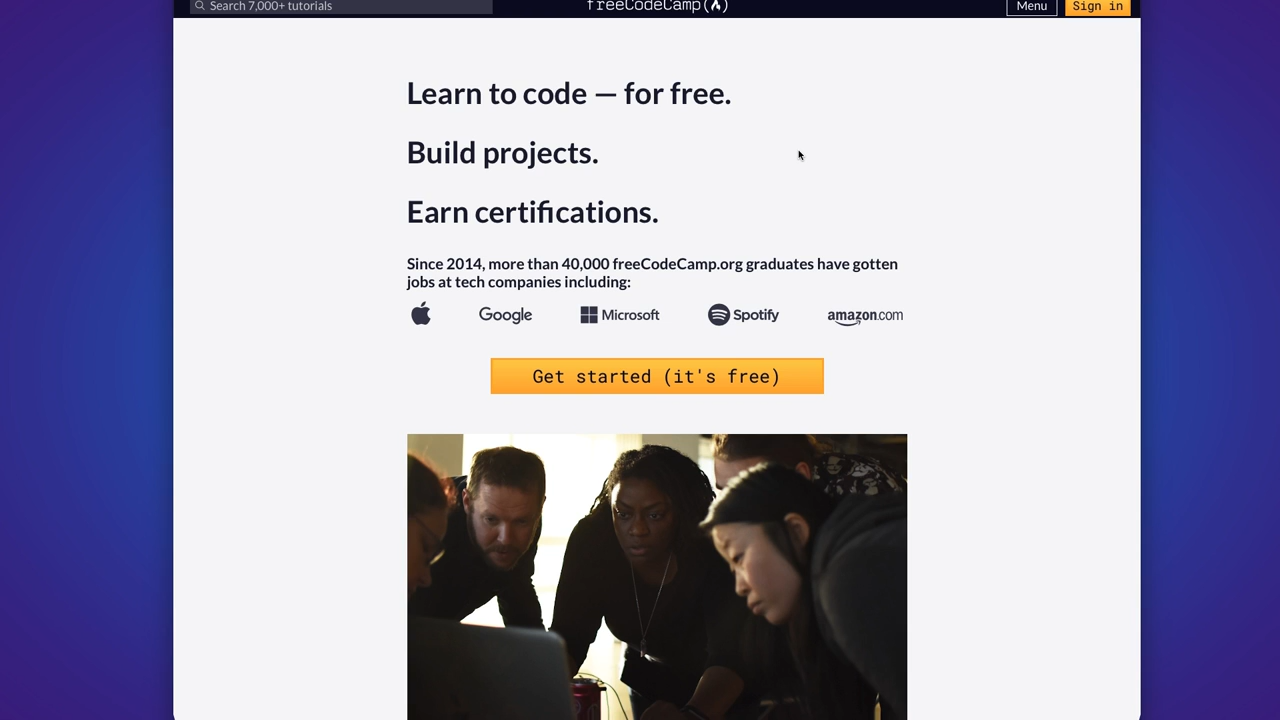 Search 7,000+ tutorials
freeCodeCamp
Menu
Sign in
Learn to code — for free.
Build projects.
Earn certifications.
Since 2014, more than 40,000 freeCodeCamp.org graduates have gotten
jobs at tech companies including:
Google Microsoft Spotify amazon.com
Get started (it's free)